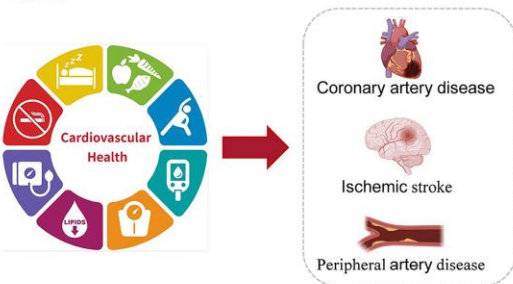 Cardiovascular
Health
LIPIDS
Coronary artery disease
Ischemic stroke
Peripheral artery disease